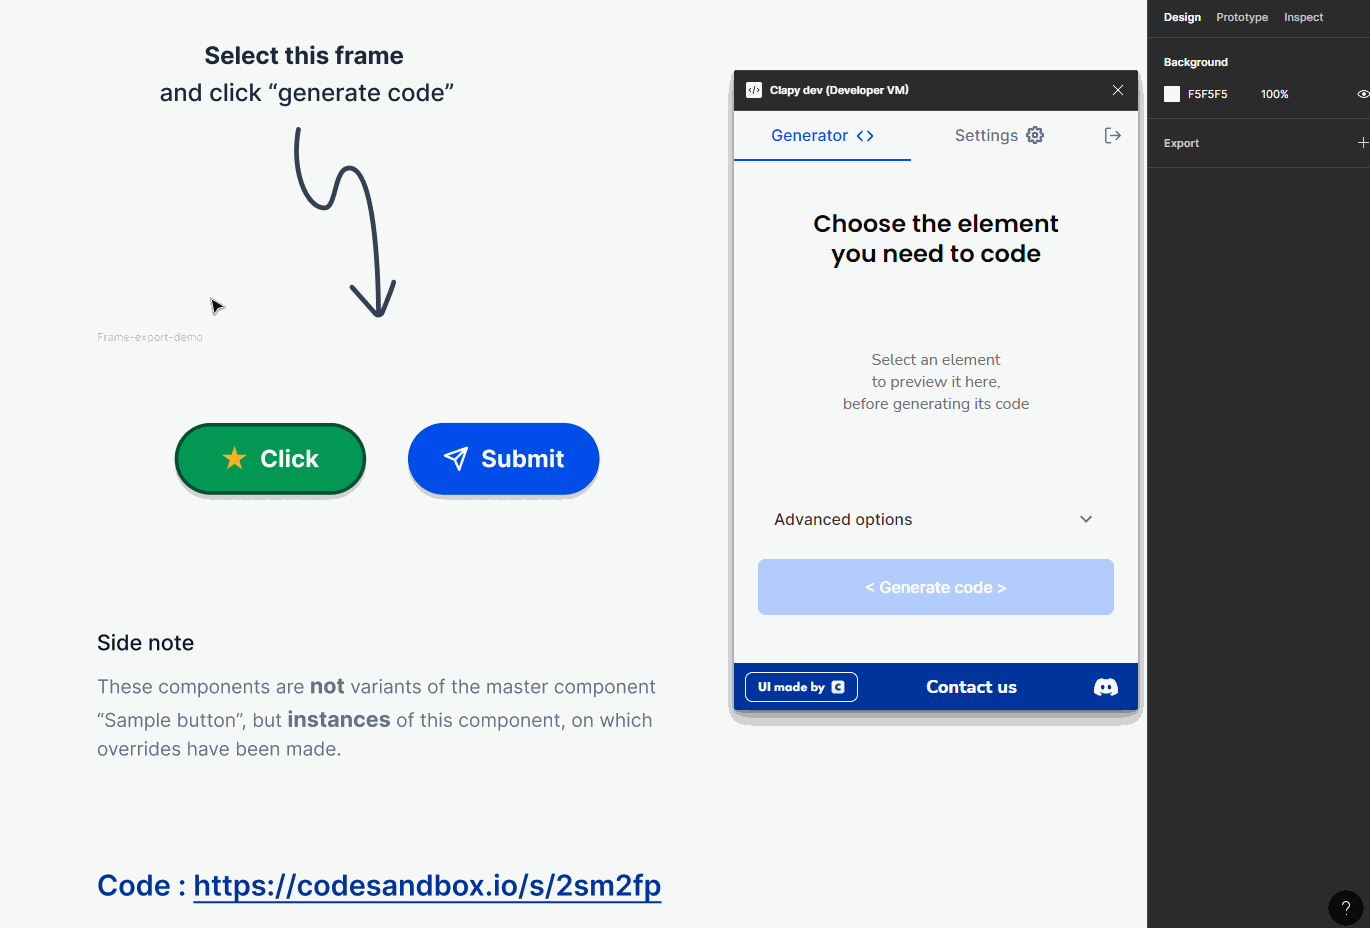 Select this frame
and click “generate code”
Frame-export-demo
Click
Submit
Side note
These components are not variants of the master component
“Sample button”, but instances of this component, on which
overrides have been made.
Code : https://codesandbox.io/s/2sm2fp
Clapy dev (Developer VM)
Generator <>
Settings
Choose the element
you need to code
Select an element
to preview it here,
before generating its code
Advanced options
< Generate code >
UI made by C
Contact us
Design Prototype Inspect
Background
F5F5F5 100%
Export
?